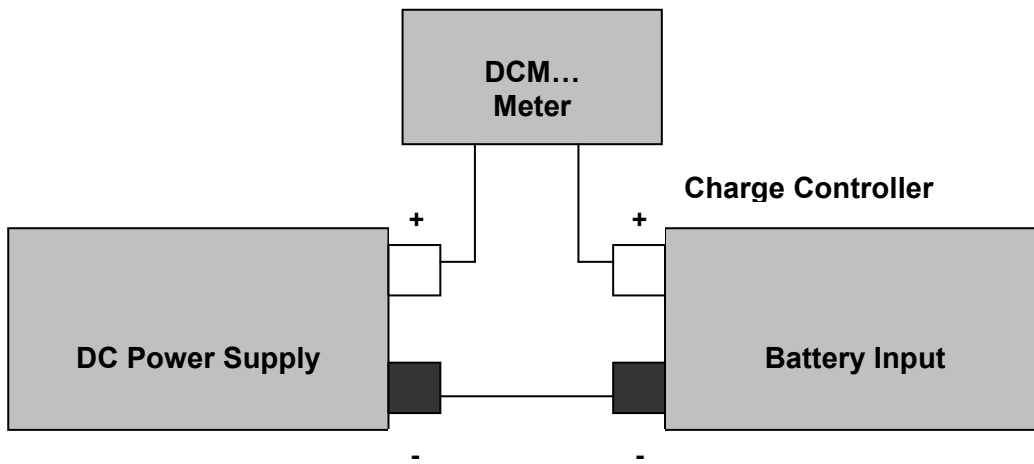 DCM…
Meter
Charge Controller
+ +
DC Power Supply
Battery Input
- -